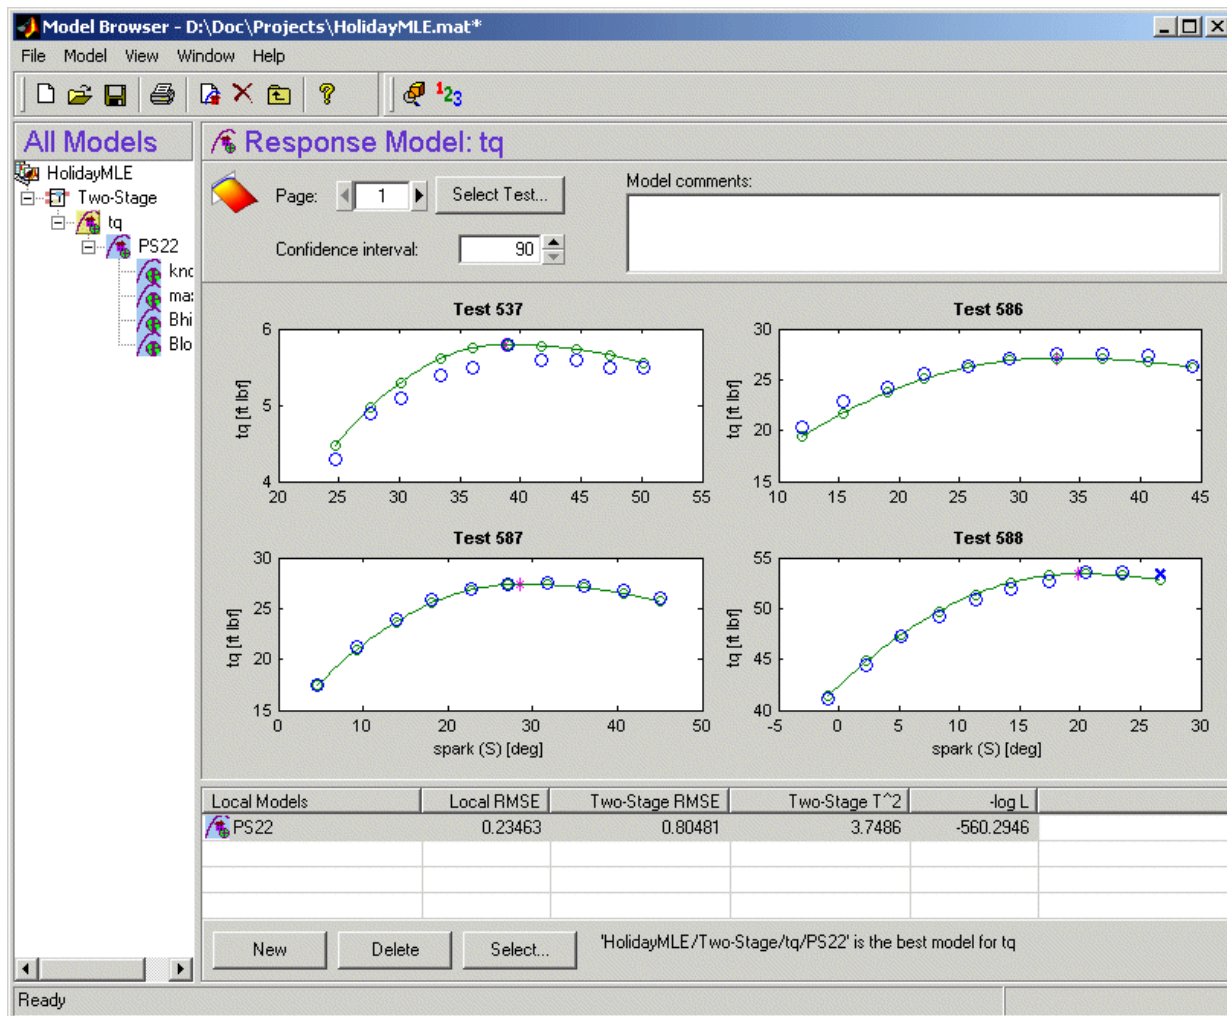 Model Browser - D:\Doc\Projects\HolidayMLE.mat*
File Model View Window Help
? 123
All Models
HolidayMLE
Two-Stage
tq
PS22
knc
ma:
Bhi
Blo
Response Model: tq
Page: 1 Select Test...
Confidence interval: 90
Model comments:
Test 537
6
5
4
tq [ft lbf]
20 25 30 35 40 45 50 55
Test 586
30
25
20
15
tq [ft lbf]
10 15 20 25 30 35 40 45
Test 587
30
25
20
15
tq [ft lbf]
0 10 20 30 40 50
spark (S) [deg]
Test 588
55
50
45
40
tq [ft lbf]
-5 0 5 10 15 20 25 30
spark (S) [deg]
Local Models Local RMSE Two-Stage RMSE Two-Stage T^2 -log L
PS22 0.23463 0.80481 3.7486 -560.2946
New Delete Select... 'HolidayMLE/Two-Stage/tq/PS22' is the best model for tq
Ready